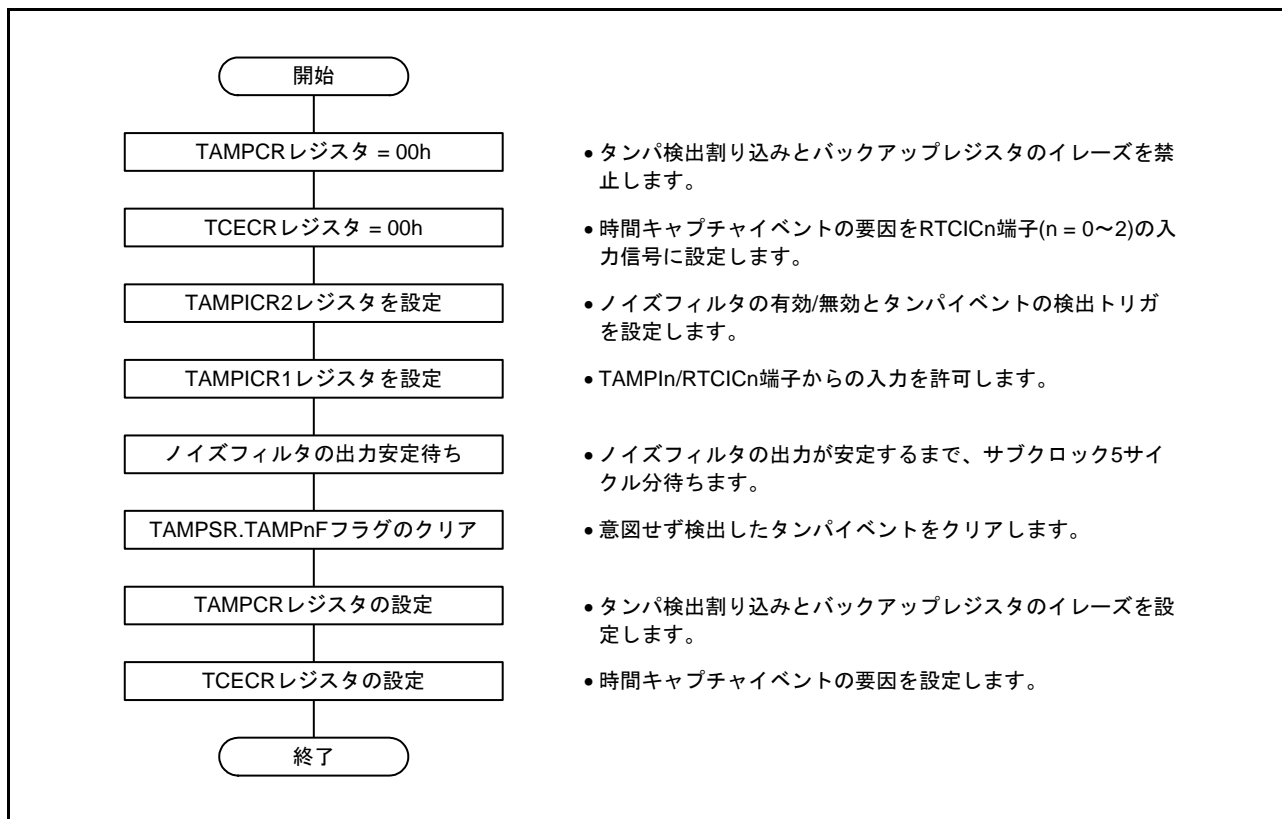 開始
TAMPCRレジスタ = 00h
• タンパ検出割り込みとバックアップレジスタのイレーズを禁
止します。
TCECRレジスタ = 00h
• 時間キャプチャイベントの要因をRTCICn端子(n = 0～2)の入
力信号に設定します。
TAMPICR2レジスタを設定
• ノイズフィルタの有効/無効とタンパイベントの検出トリガ
を設定します。
TAMPICR1レジスタを設定
• TAMPIn/RTCICn端子からの入力を許可します。
ノイズフィルタの出力安定待ち
• ノイズフィルタの出力が安定するまで、サブクロック5サイ
クル分待ちます。
TAMPSR.TAMPnFフラグのクリア
• 意図せず検出したタンパイベントをクリアします。
TAMPCRレジスタの設定
• タンパ検出割り込みとバックアップレジスタのイレーズを設
定します。
TCECRレジスタの設定
• 時間キャプチャイベントの要因を設定します。
終了